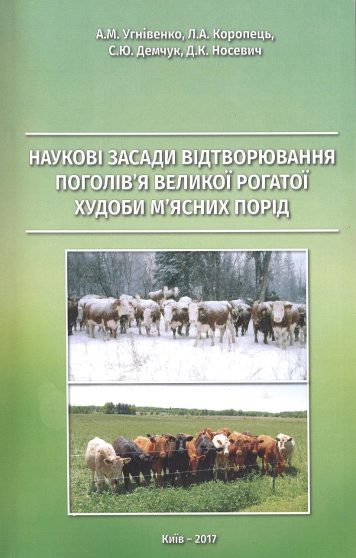 А.М. Угнівенко, Л.А. Коропець,
С.Ю. Демчук, Д.К. Носевич
НАУКОВІ ЗАСАДИ ВІДТВОРЮВАННЯ
ПОГОЛІВ'Я ВЕЛИКОЇ РОГАТОЇ
ХУДОБИ М'ЯСНИХ ПОРІД
Київ – 2017